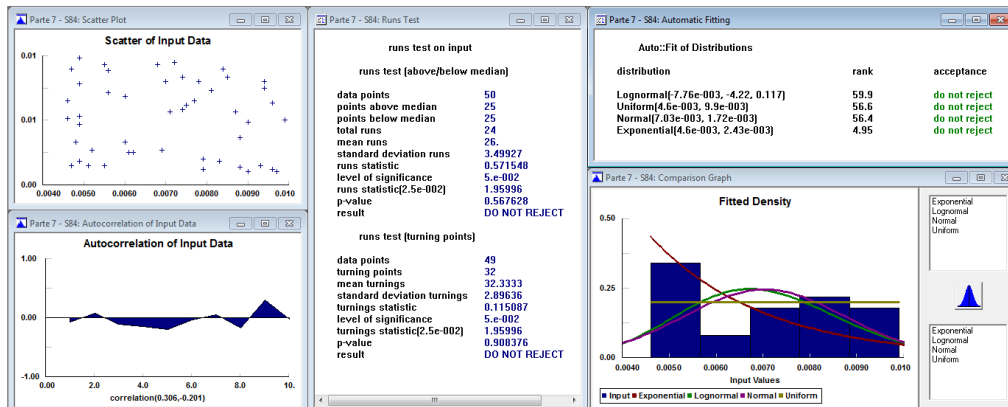 Parte 7 - S84: Scatter Plot
Scatter of Input Data
0.01
0.01
0.00
0.0040 0.0050 0.0060 0.0070 0.0080 0.0090 0.010
Parte 7 - S84: Autocorrelation of Input Data
Autocorrelation of Input Data
1.00
0.00
-1.00
0.00 2.0 4.0 6.0 8.0 10.
correlation(0.306,-0.201)
Parte 7 - S84: Runs Test
runs test on input
runs test (above/below median)
data points 50
points above median 25
points below median 25
total runs 24
mean runs 26.
standard deviation runs 3.49927
runs statistic 0.571548
level of significance 5.e-002
runs statistic(2.5e-002) 1.95996
p-value 0.567628
result DO NOT REJECT
runs test (turning points)
data points 49
turning points 32
mean turnings 32.3333
standard deviation turnings 2.89636
turnings statistic 0.115087
level of significance 5.e-002
turnings statistic(2.5e-002) 1.95996
p-value 0.908376
result DO NOT REJECT
Parte 7 - S84: Automatic Fitting
Auto::Fit of Distributions
distribution rank acceptance
Lognormal(-7.76e-003, -4.22, 0.117) 59.9 do not reject
Uniform(4.6e-003, 9.9e-003) 56.6 do not reject
Normal(7.03e-003, 1.72e-003) 56.4 do not reject
Exponential(4.6e-003, 2.43e-003) 4.95 do not reject
Parte 7 - S84: Comparison Graph
Fitted Density
0.50
0.25
0.00
0.0040 0.0050 0.0060 0.0070 0.0080 0.0090 0.010
Input Values
Input Exponential Lognormal Normal Uniform
Exponential
Lognormal
Normal
Uniform
Exponential
Lognormal
Normal
Uniform